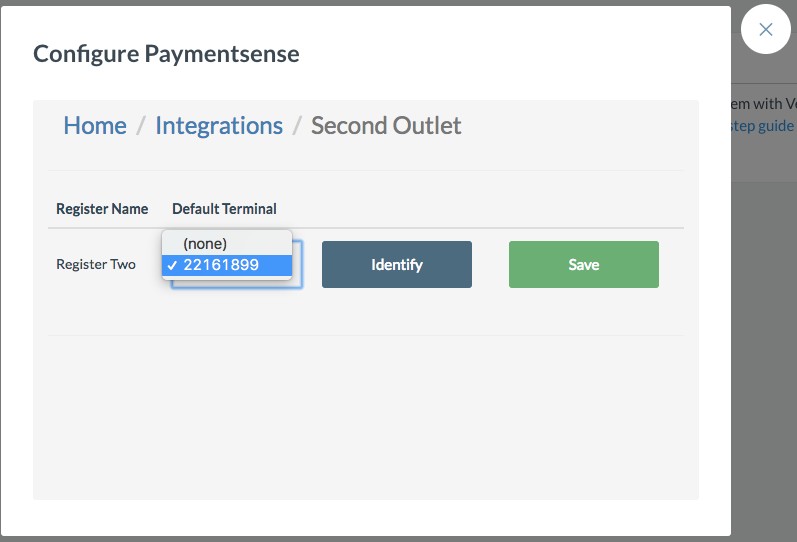 Configure Paymentsense
em with
step guide
Home / Integrations / Second Outlet
Register Name Default Terminal
(none)
✓ 22161899
Register Two
Identify
Save